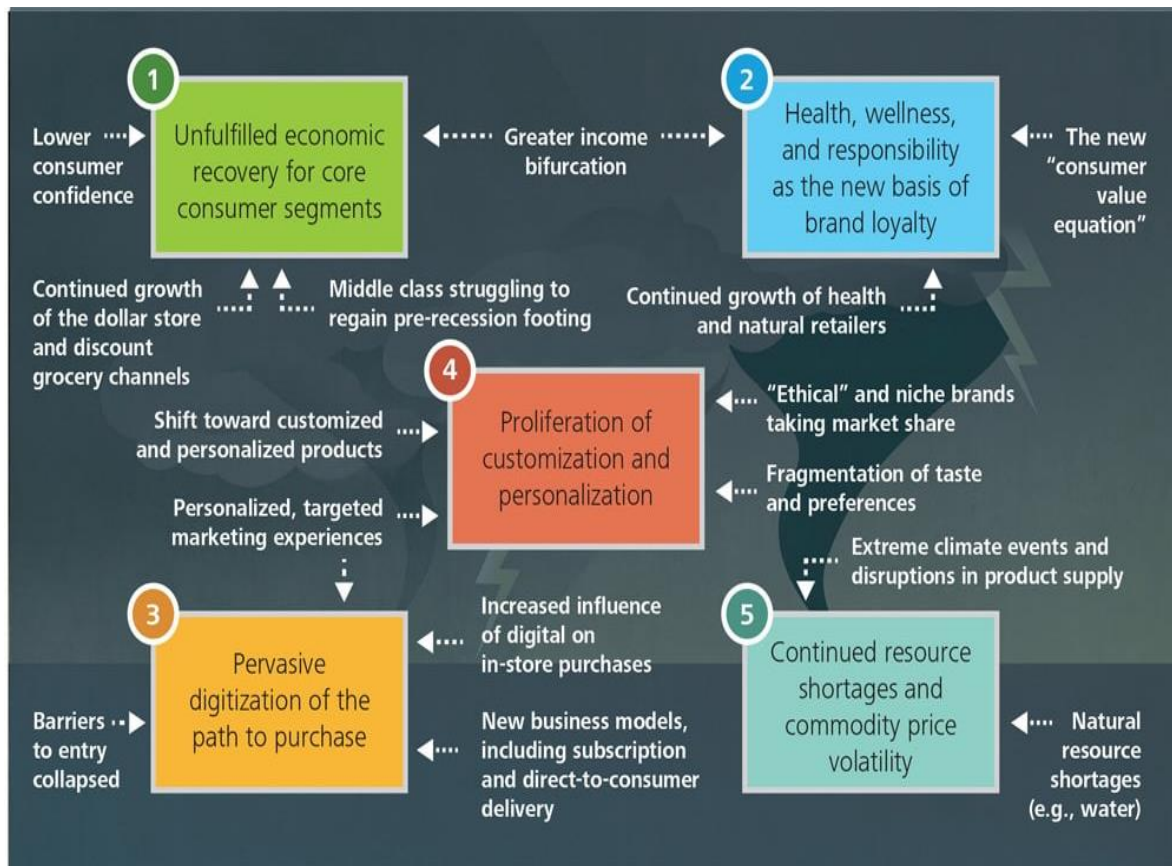 1
Unfulfilled economic
recovery for core
consumer segments
Lower
consumer
confidence
Greater income
bifurcation
2
Health, wellness,
and responsibility
as the new basis of
brand loyalty
The new
“consumer
value
equation”
Continued growth
of the dollar store
and discount
grocery channels
Middle class struggling to
regain pre-recession footing
Continued growth of health
and natural retailers
4
Proliferation of
customization and
personalization
Shift toward customized
and personalized products
Personalized, targeted
marketing experiences
“Ethical” and niche brands
taking market share
Fragmentation of taste
and preferences
Extreme climate events and
disruptions in product supply
3
Pervasive
digitization of the
path to purchase
Barriers
to entry
collapsed
Increased influence
of digital on
in-store purchases
New business models,
including subscription
and direct-to-consumer
delivery
5
Continued resource
shortages and
commodity price
volatility
Natural
resource
shortages
(e.g., water)